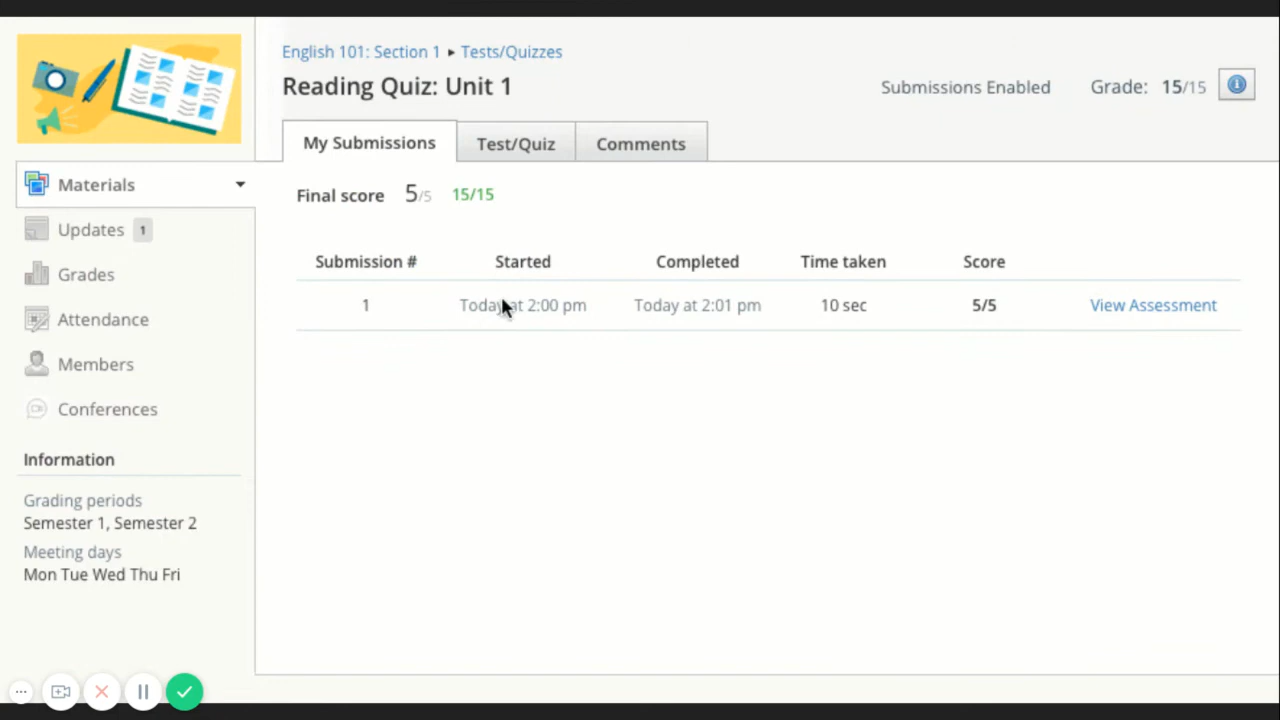 English 101: Section 1 ▸ Tests/Quizzes
Reading Quiz: Unit 1
Submissions Enabled
Grade: 15/15
My Submissions
Test/Quiz
Comments
Materials
Updates 1
Grades
Attendance
Members
Conferences
Information
Grading periods
Semester 1, Semester 2
Meeting days
Mon Tue Wed Thu Fri
Final score 5/5 15/15
Submission # Started Completed Time taken Score
1 Today at 2:00 pm Today at 2:01 pm 10 sec 5/5 View Assessment